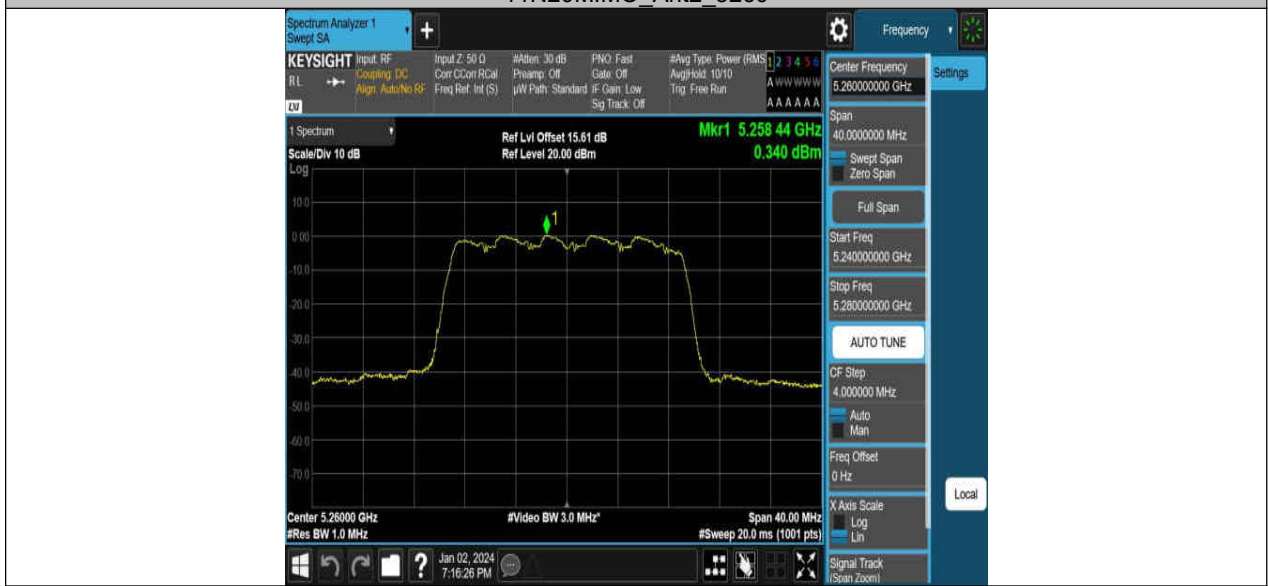 Spectrum Analyzer 1
Swept SA
+
Frequency
KEYSIGHT
RL
LXI
Input: RF
Coupling: DC
Align: Auto/No RF
Input Z: 50 Ω
Corr CCorr RCal
Freq Ref: Int (S)
#Atten: 30 dB
Preamp: Off
µW Path: Standard
PNO: Fast
Gate: Off
IF Gain: Low
Sig Track: Off
#Avg Type: Power (RMS
Avg|Hold: 10/10
Trig: Free Run
1 2 3 4 5 6
A W W W W W
A A A A A A
Center Frequency
5.260000000 GHz
Settings
Span
40.0000000 MHz
Swept Span
Zero Span
Full Span
Start Freq
5.240000000 GHz
Stop Freq
5.280000000 GHz
AUTO TUNE
CF Step
4.000000 MHz
Auto
Man
Freq Offset
0 Hz
X Axis Scale
Log
Lin
Signal Track
(Span Zoom)
Local
1 Spectrum
Scale/Div 10 dB
Log
Ref Lvl Offset 15.61 dB
Ref Level 20.00 dBm
Mkr1 5.258 44 GHz
0.340 dBm
1
10.0
0.00
-10.0
-20.0
-30.0
-40.0
-50.0
-60.0
-70.0
Center 5.26000 GHz
#Res BW 1.0 MHz
#Video BW 3.0 MHz*
Span 40.00 MHz
#Sweep 20.0 ms (1001 pts)
?
Jan 02, 2024
7:16:26 PM